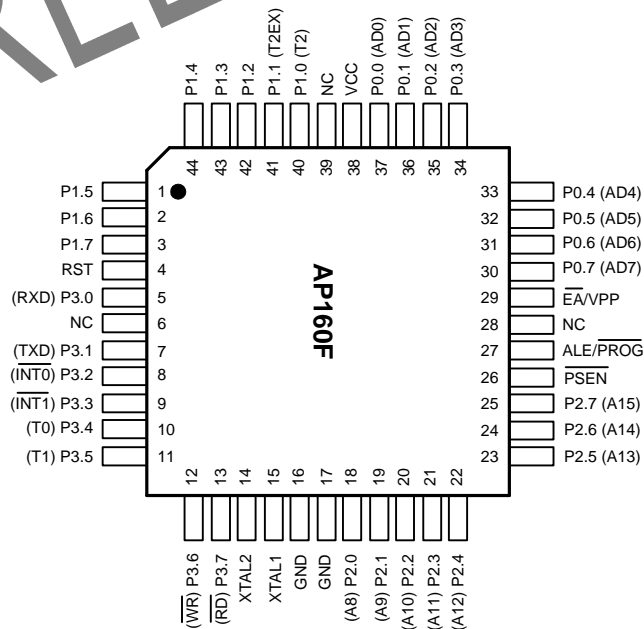 P1.4
P1.3
P1.2
P1.1 (T2EX)
P1.0 (T2)
NC
VCC
P0.0 (AD0)
P0.1 (AD1)
P0.2 (AD2)
P0.3 (AD3)
44
43
42
41
40
39
38
37
36
35
34
P1.5
1
P1.6
2
P1.7
3
RST
4
(RXD) P3.0
5
NC
6
(TXD) P3.1
7
(INT0) P3.2
8
(INT1) P3.3
9
(T0) P3.4
10
(T1) P3.5
11
AP160F
33
P0.4 (AD4)
32
P0.5 (AD5)
31
P0.6 (AD6)
30
P0.7 (AD7)
29
EA/VPP
28
NC
27
ALE/PROG
26
PSEN
25
P2.7 (A15)
24
P2.6 (A14)
23
P2.5 (A13)
12
13
14
15
16
17
18
19
20
21
22
(WR) P3.6
(RD) P3.7
XTAL2
XTAL1
GND
GND
(A8) P2.0
(A9) P2.1
(A10) P2.2
(A11) P2.3
(A12) P2.4